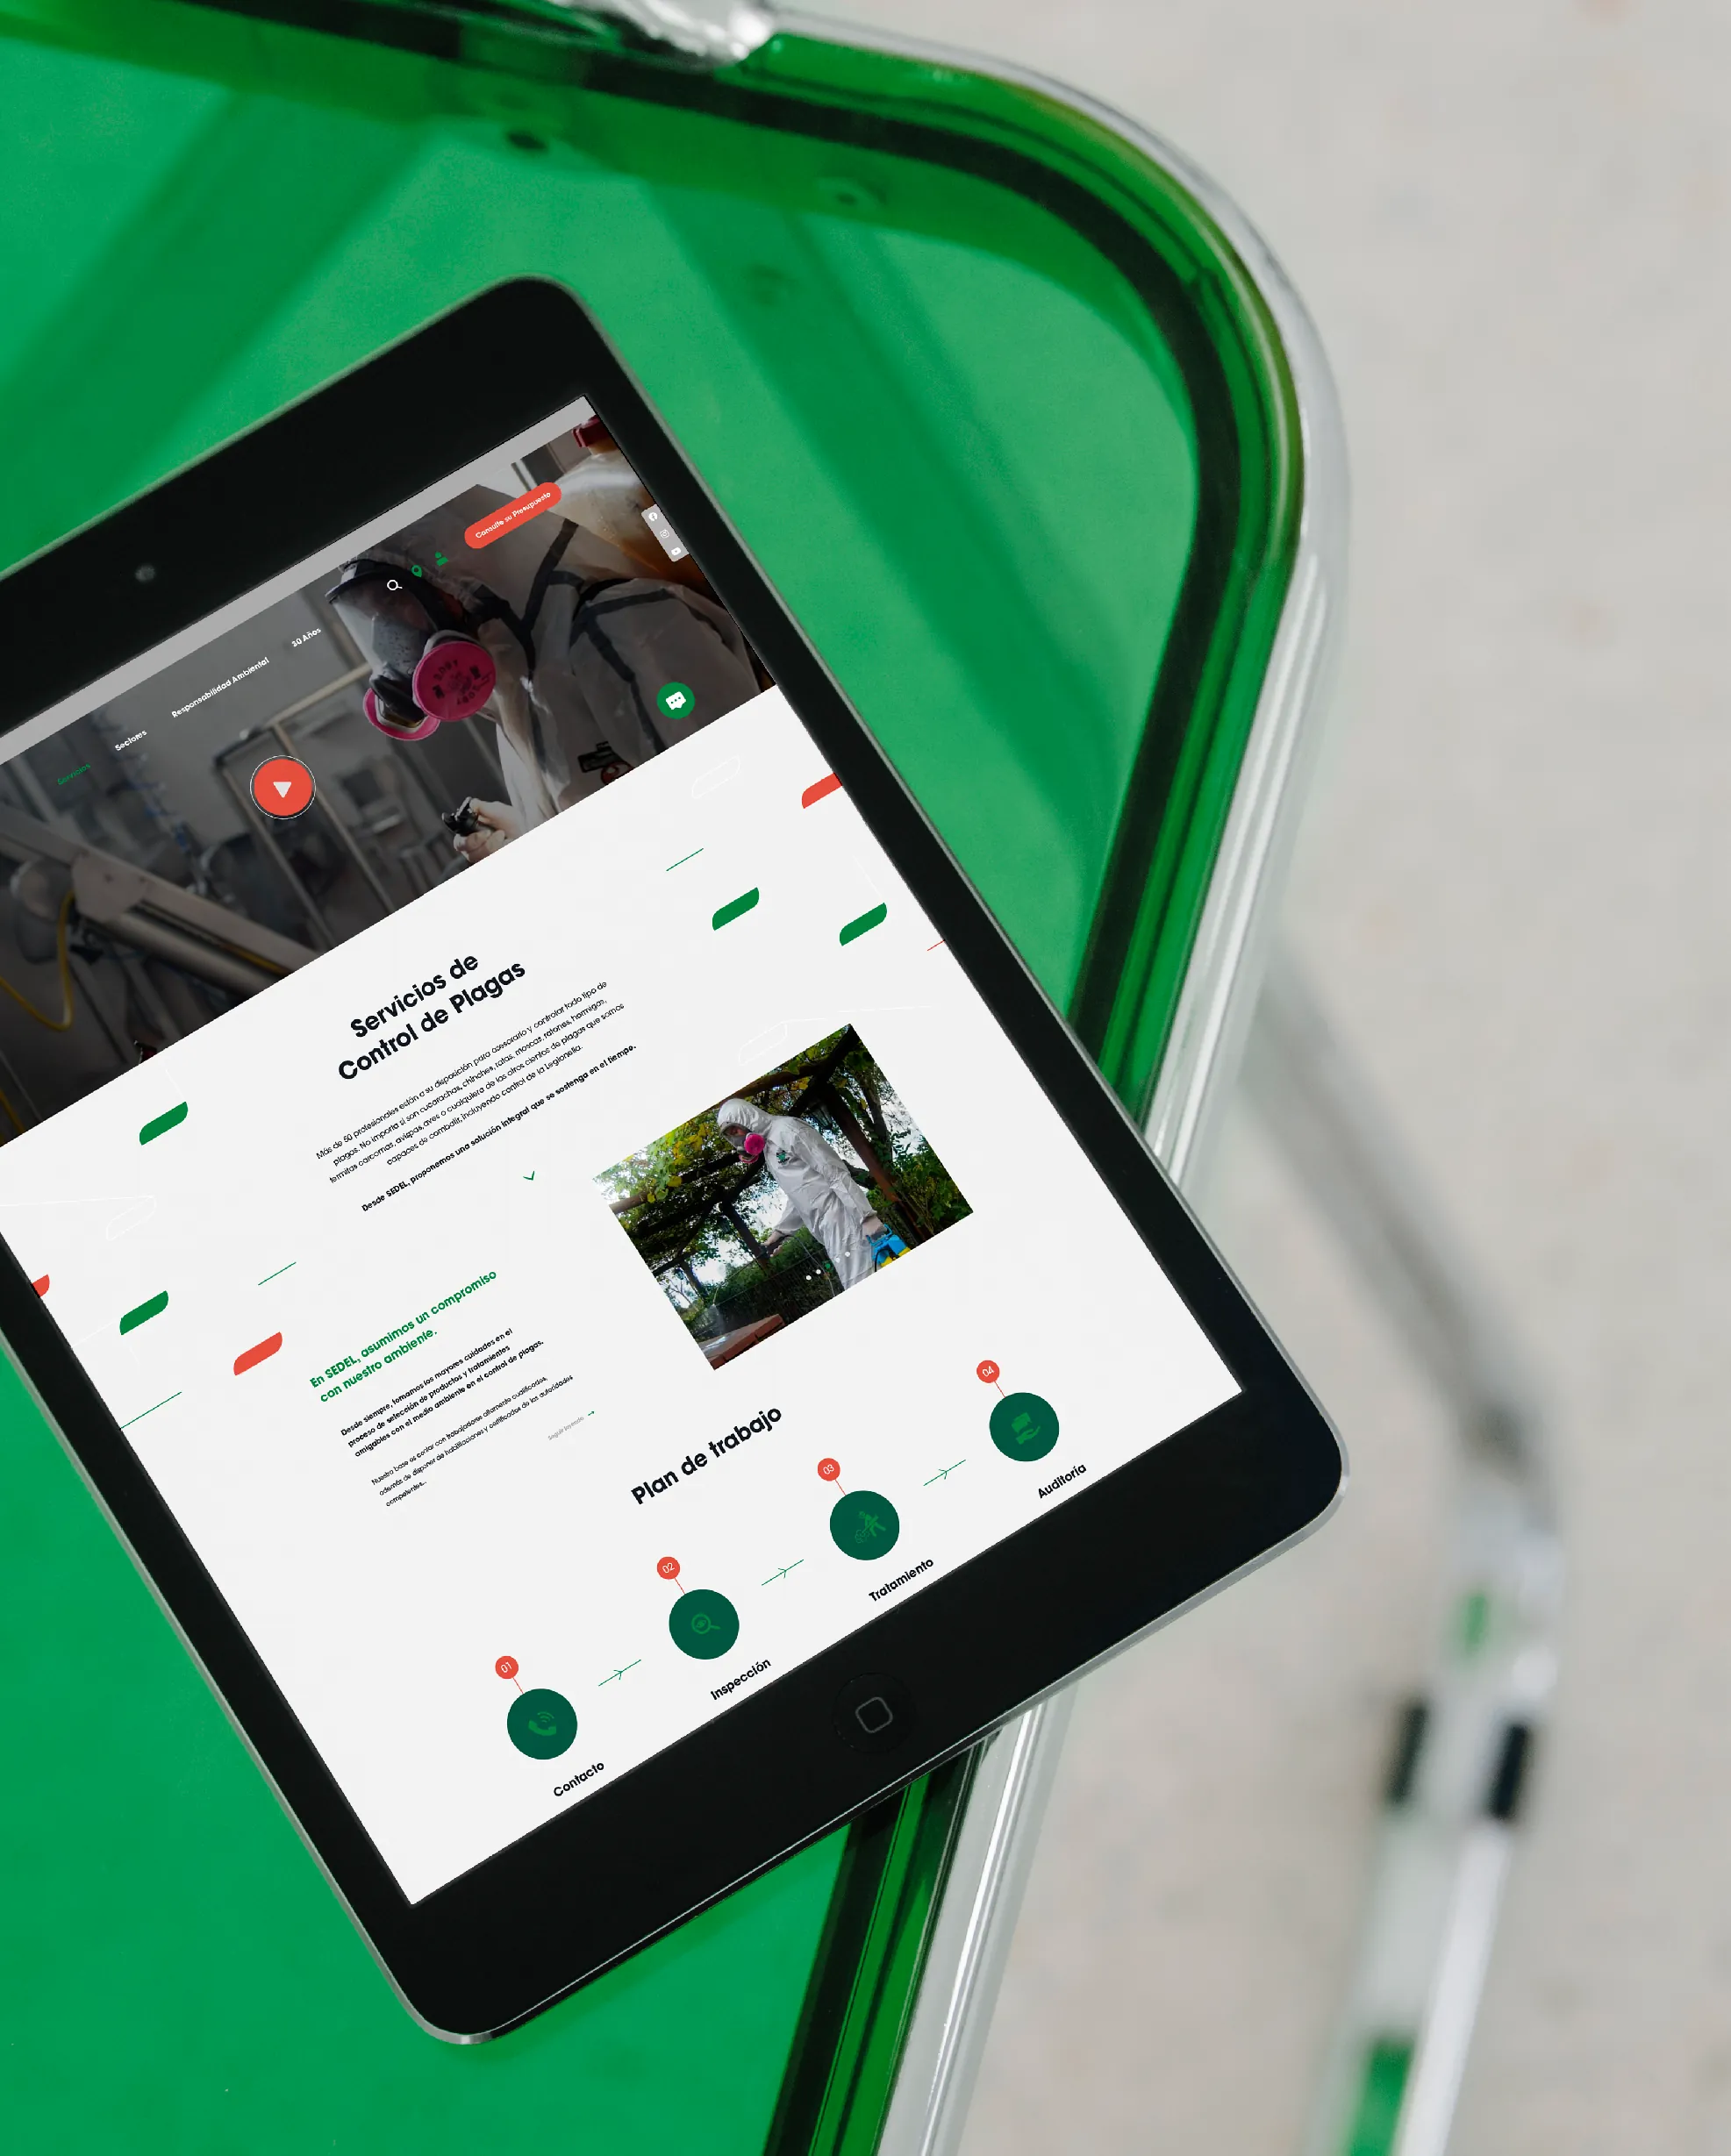 Consulte su Presupuesto
Servicios
Sectores
Responsabilidad Ambiental
30 Años
Servicios de
Control de Plagas
Más de 60 profesionales están a su disposición para asesorarlo y controlar todo tipo de
plagas. No importa si son cucarachas, chinches, ratas, moscas, ratones, hormigas,
termitas carcomas, avispas, aves o cualquiera de las otros cientos de plagas que somos
capaces de combatir, incluyendo control de la Legionella.
Desde SEDEL, proponemos una solución integral que se sostenga en el tiempo.
En SEDEL, asumimos un compromiso
con nuestro ambiente.
Desde siempre, tomamos los mayores cuidados en el
proceso de selección de productos y tratamientos
amigables con el medio ambiente en el control de plagas.
Nuestra base es contar con trabajadores altamente cualificados,
además de disponer de habilitaciones y certificados de las autoridades
competentes...
Seguir leyendo
Plan de trabajo
01
Contacto
02
Inspección
03
Tratamiento
04
Auditoría